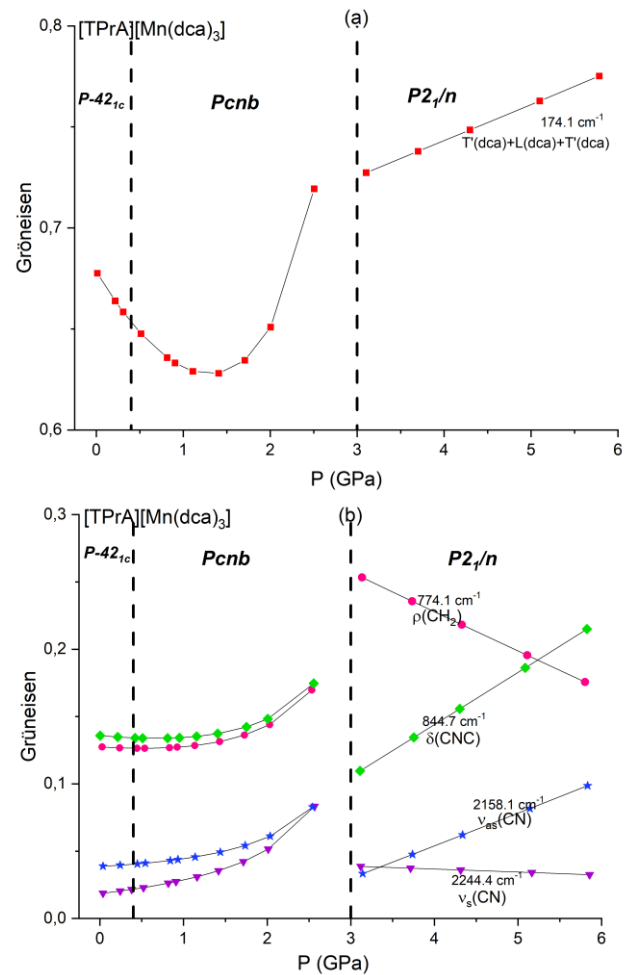 (a)
[TPrA][Mn(dca)₃]
P-42₁c
Pcnb
P2₁/n
174.1 cm⁻¹
T'(dca)+L(dca)+T'(dca)
Gröneisen
0,8
0,7
0,6
0 1 2 3 4 5 6
P (GPa)
(b)
[TPrA][Mn(dca)₃]
P-42₁c
Pcnb
P2₁/n
774.1 cm⁻¹
ρ(CH₂)
844.7 cm⁻¹
δ(CNC)
2158.1 cm⁻¹
νas(CN)
2244.4 cm⁻¹
νs(CN)
Grüneisen
0,3
0,2
0,1
0,0
0 1 2 3 4 5 6
P (GPa)